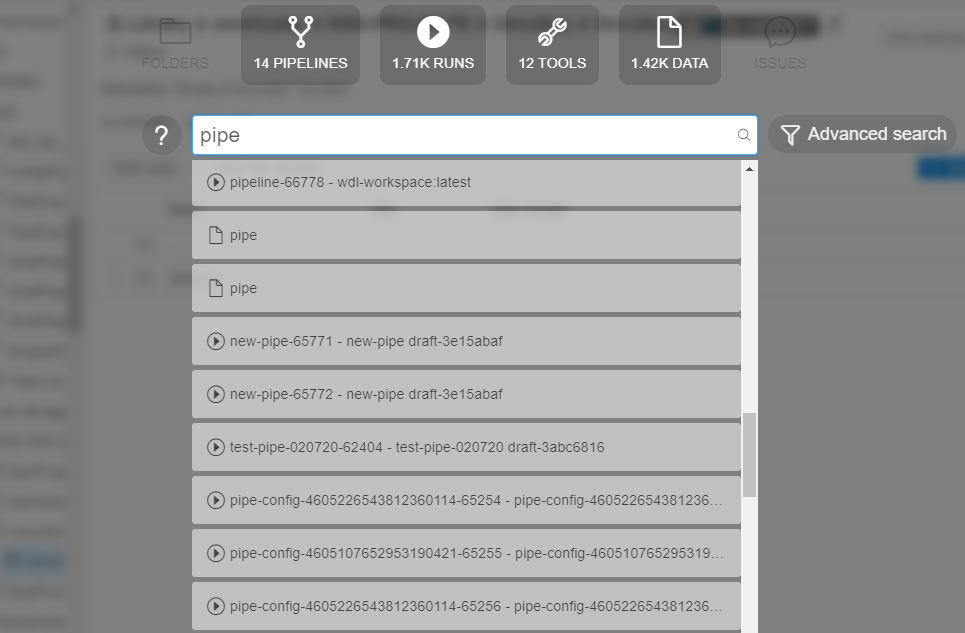 FOLDERS
14 PIPELINES
1.71K RUNS
12 TOOLS
1.42K DATA
ISSUES
?
pipe
Advanced search
pipeline-66778 - wdl-workspace:latest
pipe
pipe
new-pipe-65771 - new-pipe draft-3e15abaf
new-pipe-65772 - new-pipe draft-3e15abaf
test-pipe-020720-62404 - test-pipe-020720 draft-3abc6816
pipe-config-4605226543812360114-65254 - pipe-config-460522654381236...
pipe-config-4605107652953190421-65255 - pipe-config-460510765295319...
pipe-config-4605226543812360114-65256 - pipe-config-460522654381236...